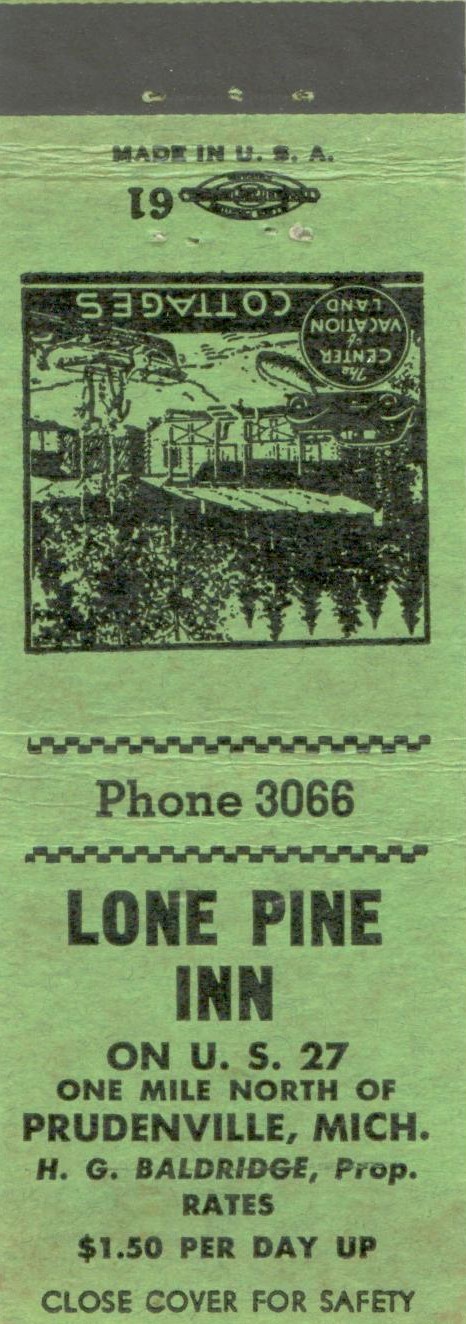 MADE IN U. S. A.
19
COTTAGES
The
CENTER
of
VACATION
LAND
Phone 3066
LONE PINE
INN
ON U. S. 27
ONE MILE NORTH OF
PRUDENVILLE, MICH.
H. G. BALDRIDGE, Prop.
RATES
$1.50 PER DAY UP
CLOSE COVER FOR SAFETY